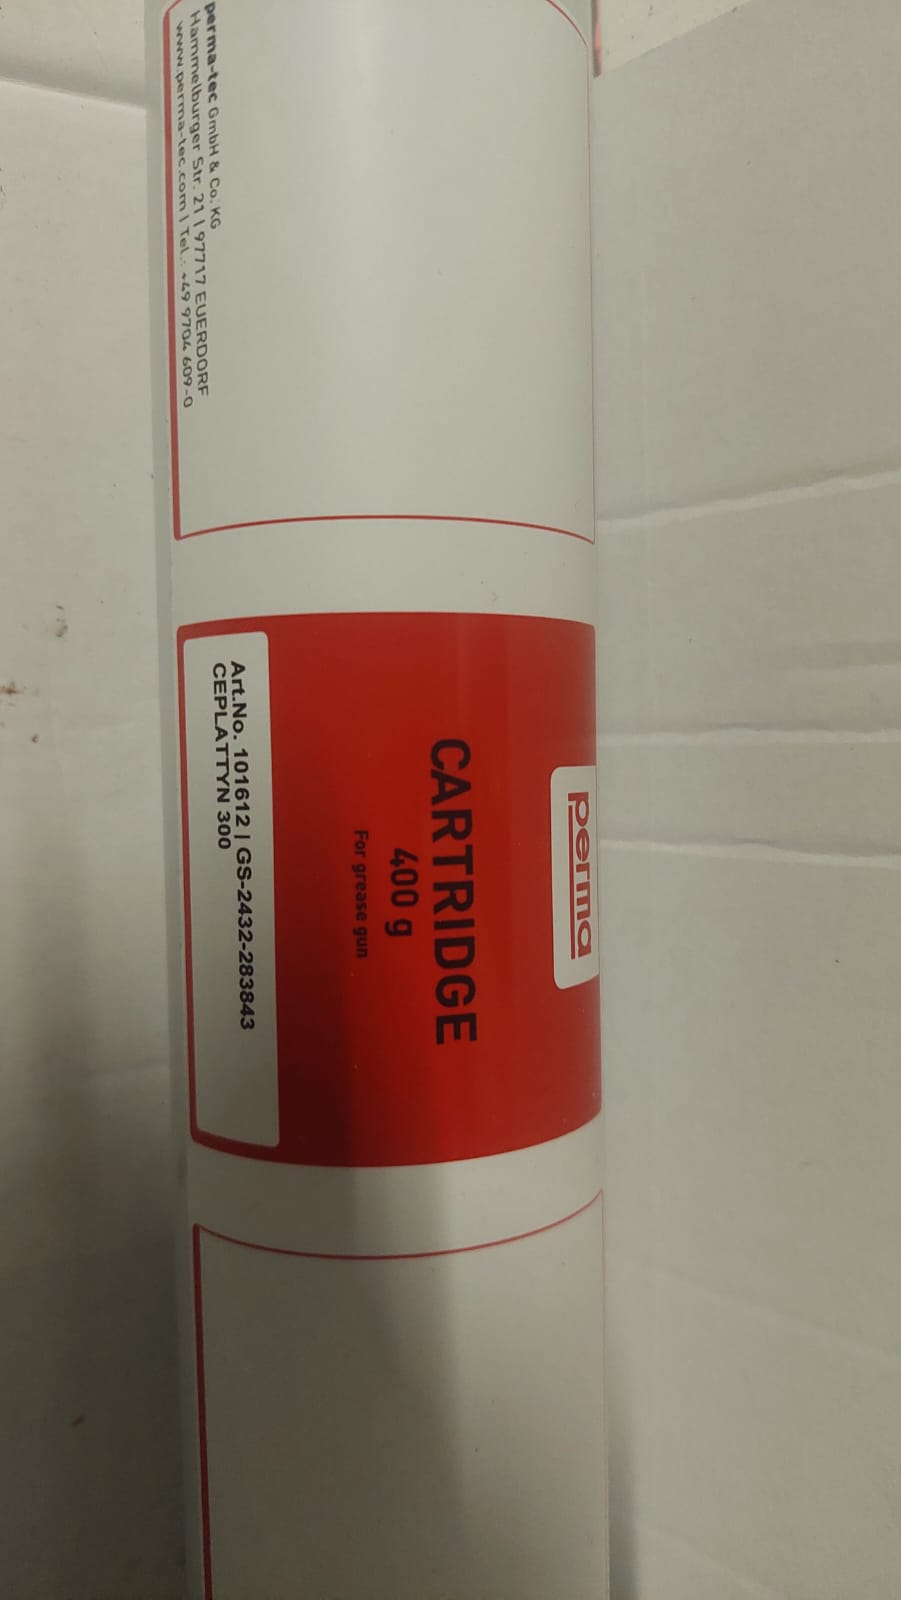 perma
CARTRIDGE
400 g
For grease gun
Art.No. 101612 | GS-2432-283843
CEPLATTYN 300
perma-tec GmbH & Co. KG
Hammelburger Str. 21 | 97717 EUERDORF
www.perma-tec.com | Tel.: +49 9704 609-0